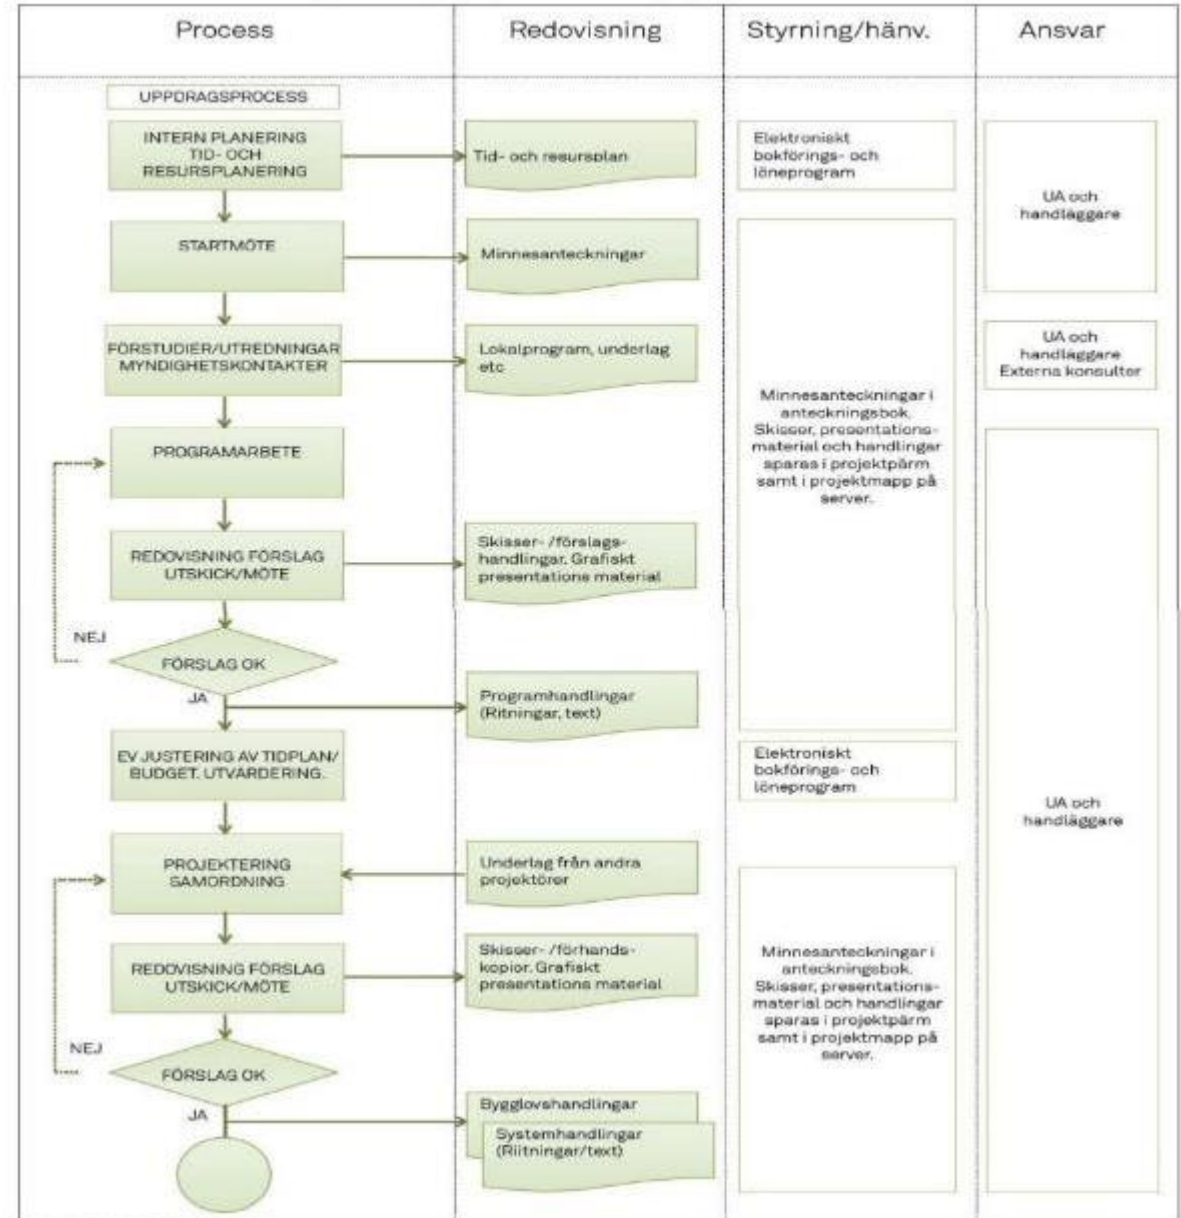 Process
Redovisning
Styrning/hänv.
Ansvar
UPPDRAGSPROCESS
INTERN PLANERING
TID- OCH
RESURSPLANERING
Tid- och resursplan
Elektroniskt
bokförings- och
löneprogram
UA och
handläggare
STARTMÖTE
Minnesanteckningar
FÖRSTUDIER/UTREDNINGAR
MYNDIGHETSKONTAKTER
Lokalprogram, underlag
etc
UA och
handläggare
Externa konsulter
Minnesanteckningar i
anteckningsbok.
Skisser, presentations-
material och handlingar
sparas i projektpärm
samt i projektmapp på
server.
PROGRAMARBETE
REDOVISNING FÖRSLAG
UTSKICK/MÖTE
Skisser- /förslags-
handlingar. Grafiskt
presentations material
NEJ
FÖRSLAG OK
JA
Programhandlingar
(Ritningar, text)
EV JUSTERING AV TIDPLAN/
BUDGET. UTVÄRDERING.
Elektroniskt
bokförings- och
löneprogram
UA och
handläggare
PROJEKTERING
SAMORDNING
Underlag från andra
projektörer
REDOVISNING FÖRSLAG
UTSKICK/MÖTE
Skisser- /förhands-
kopior. Grafiskt
presentations material
Minnesanteckningar i
anteckningsbok.
Skisser, presentations-
material och handlingar
sparas i projektpärm
samt i projektmapp på
server.
NEJ
FÖRSLAG OK
JA
Bygglovshandlingar
Systemhandlingar
(Riitningar/text)